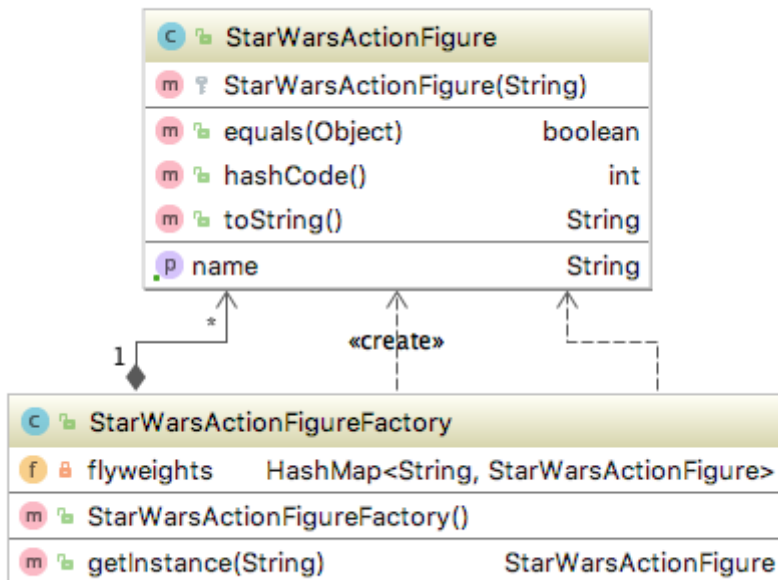 C StarWarsActionFigure
m StarWarsActionFigure(String)
m equals(Object) boolean
m hashCode() int
m toString() String
p name String
*
«create»
1
C StarWarsActionFigureFactory
f flyweights HashMap<String, StarWarsActionFigure>
m StarWarsActionFigureFactory()
m getInstance(String) StarWarsActionFigure